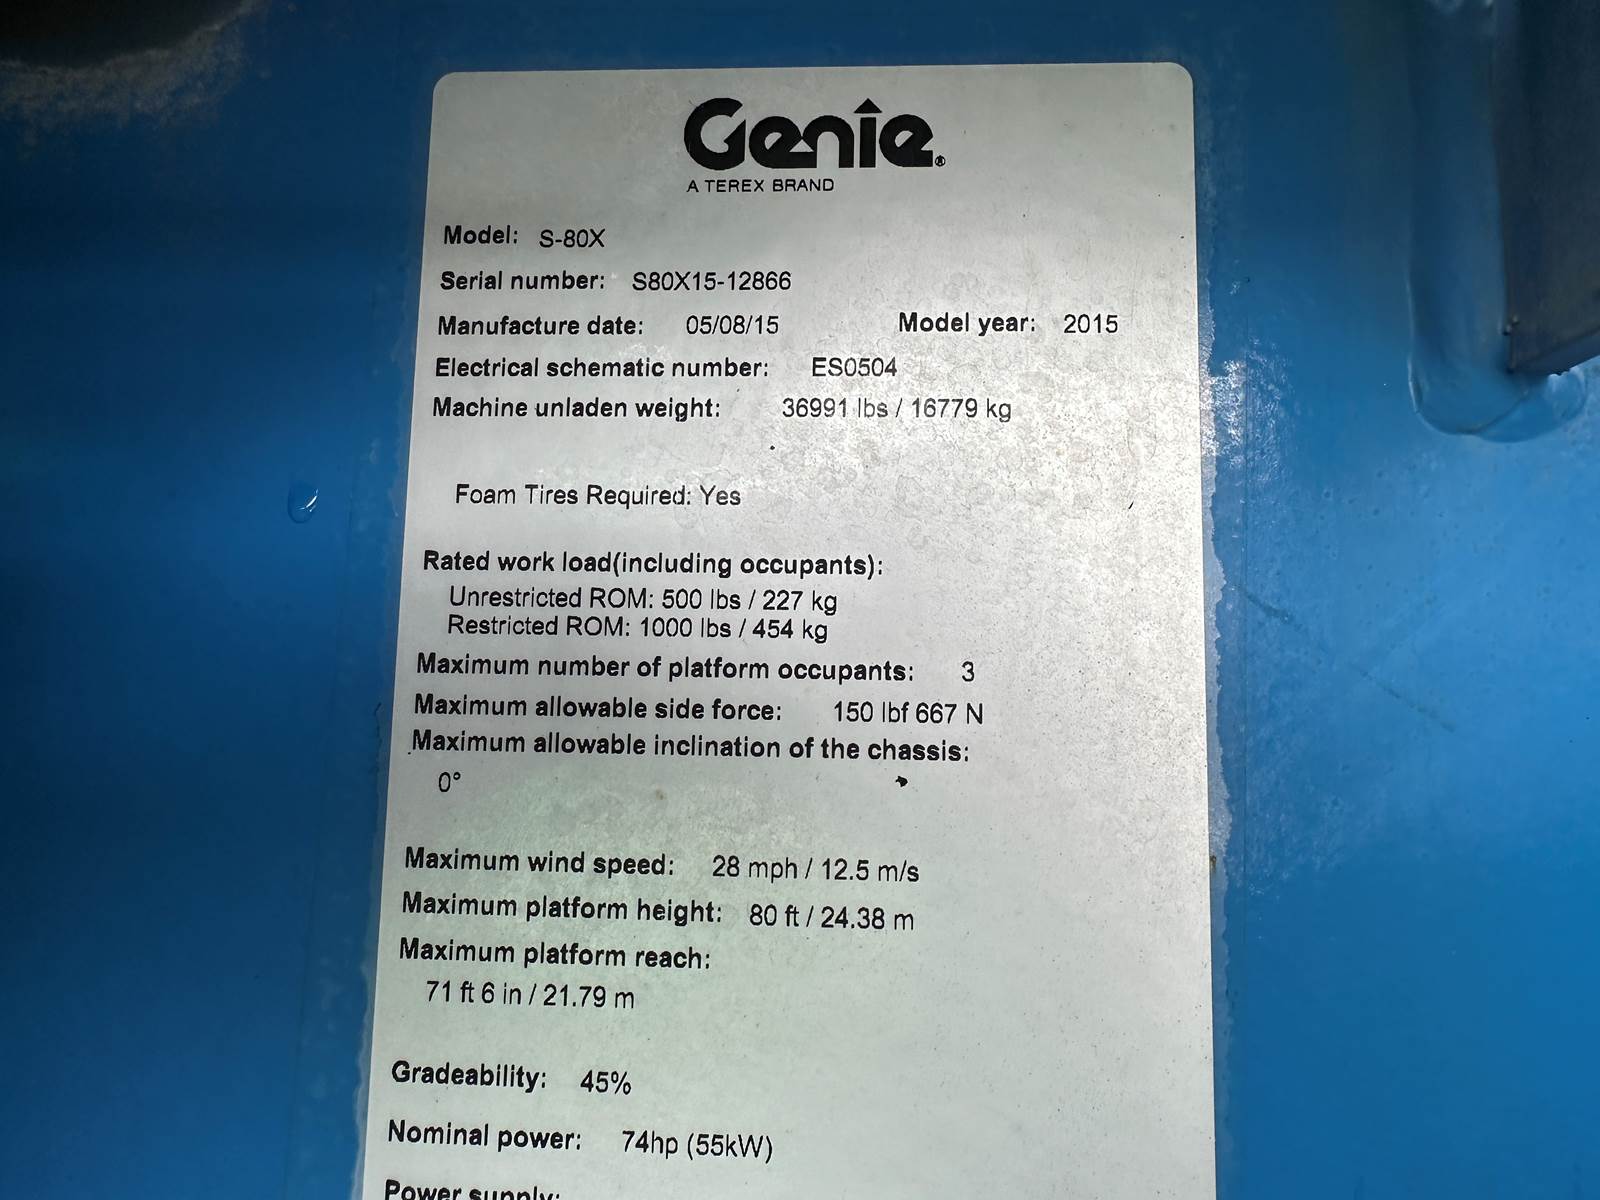 Genie®
A TEREX BRAND
Model: S-80X
Serial number: S80X15-12866
Manufacture date: 05/08/15 Model year: 2015
Electrical schematic number: ES0504
Machine unladen weight: 36991 lbs / 16779 kg
Foam Tires Required: Yes
Rated work load(including occupants):
Unrestricted ROM: 500 lbs / 227 kg
Restricted ROM: 1000 lbs / 454 kg
Maximum number of platform occupants: 3
Maximum allowable side force: 150 lbf 667 N
Maximum allowable inclination of the chassis:
0°
Maximum wind speed: 28 mph / 12.5 m/s
Maximum platform height: 80 ft / 24.38 m
Maximum platform reach:
71 ft 6 in / 21.79 m
Gradeability: 45%
Nominal power: 74hp (55kW)
Power supply: